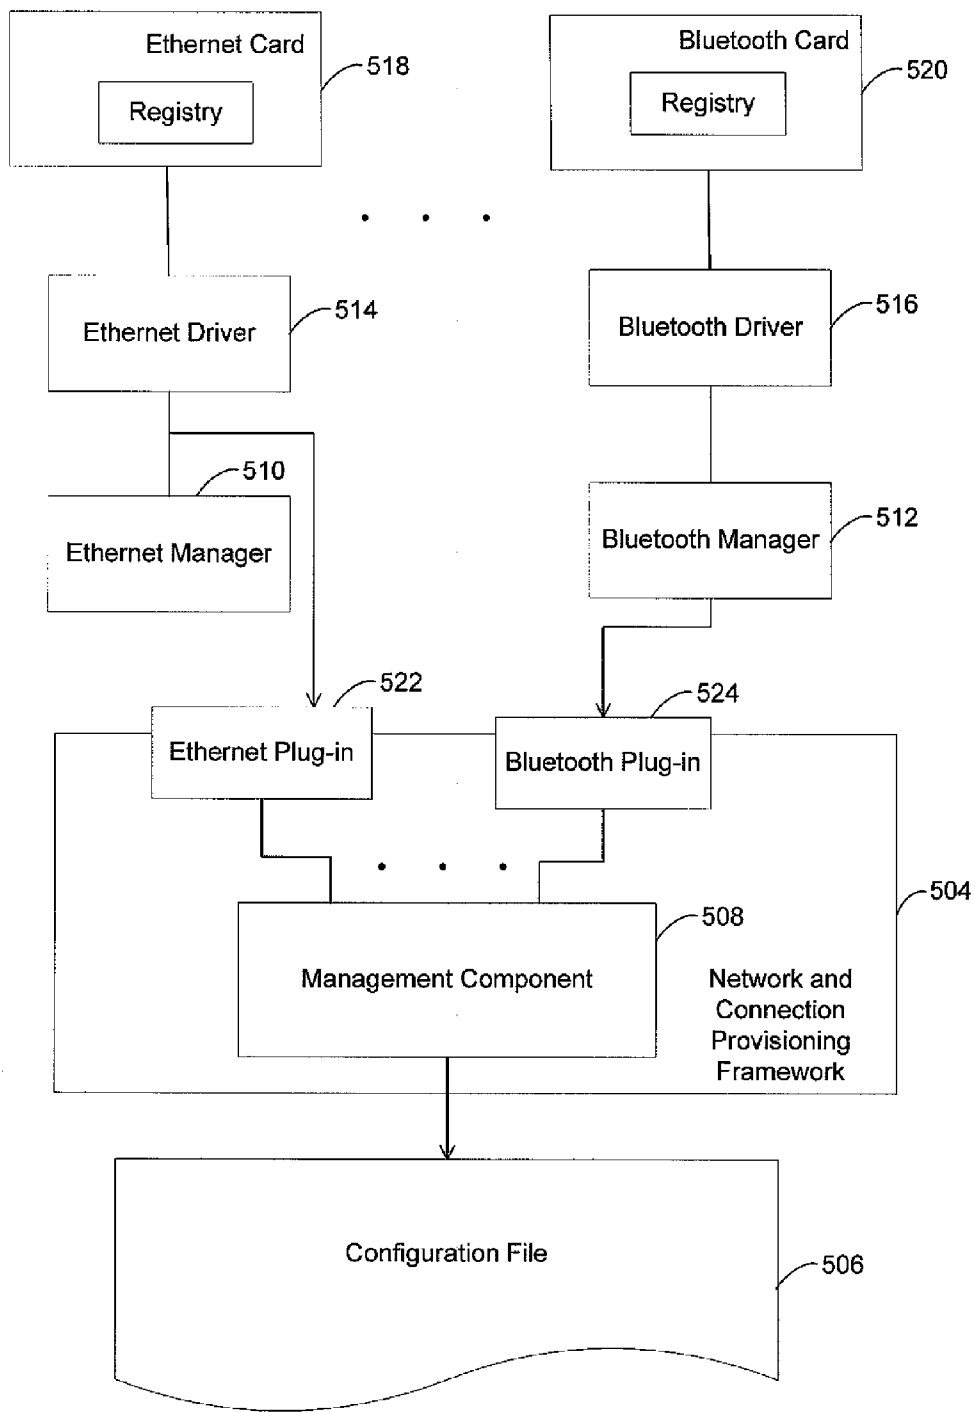 Ethernet Card
518
Registry
Bluetooth Card
520
Registry
Ethernet Driver
514
Bluetooth Driver
516
510
Ethernet Manager
512
Bluetooth Manager
522
Ethernet Plug-in
524
Bluetooth Plug-in
504
508
Management Component
Network and
Connection
Provisioning
Framework
Configuration File
506